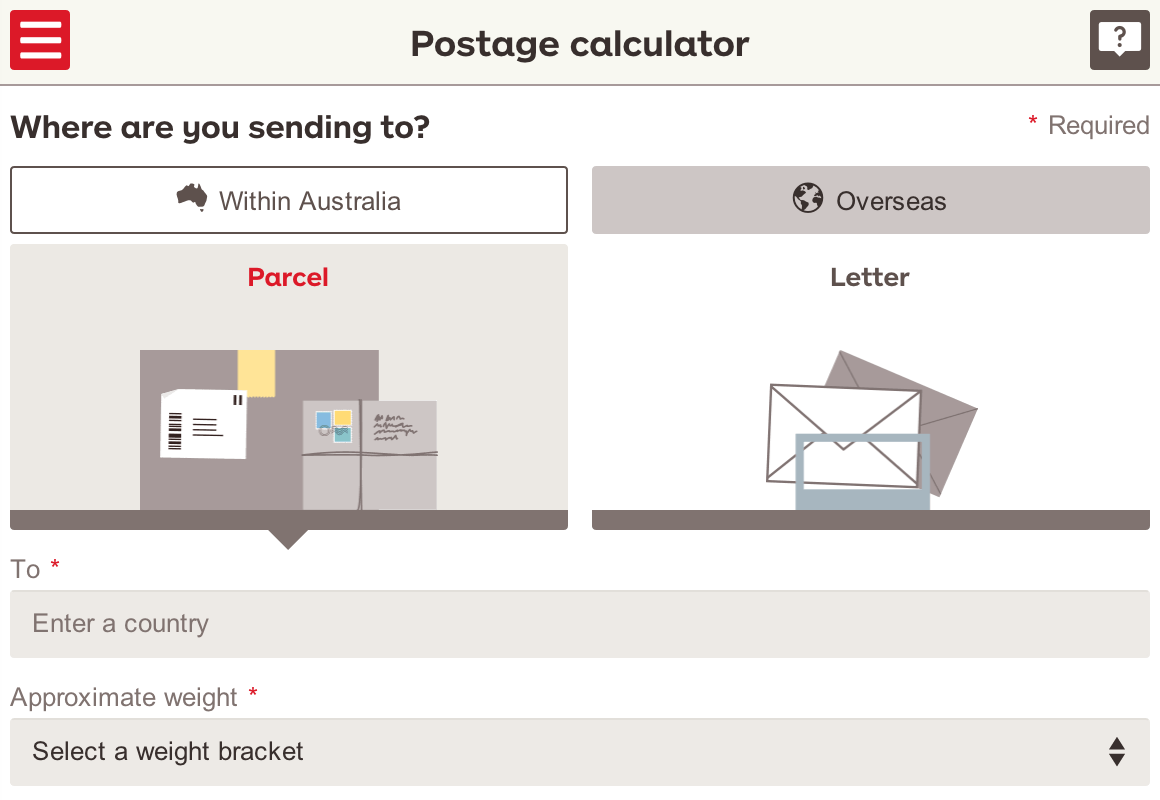 Postage calculator
?
Where are you sending to?
* Required
Within Australia
Overseas
Parcel
Letter
To *
Enter a country
Approximate weight *
Select a weight bracket